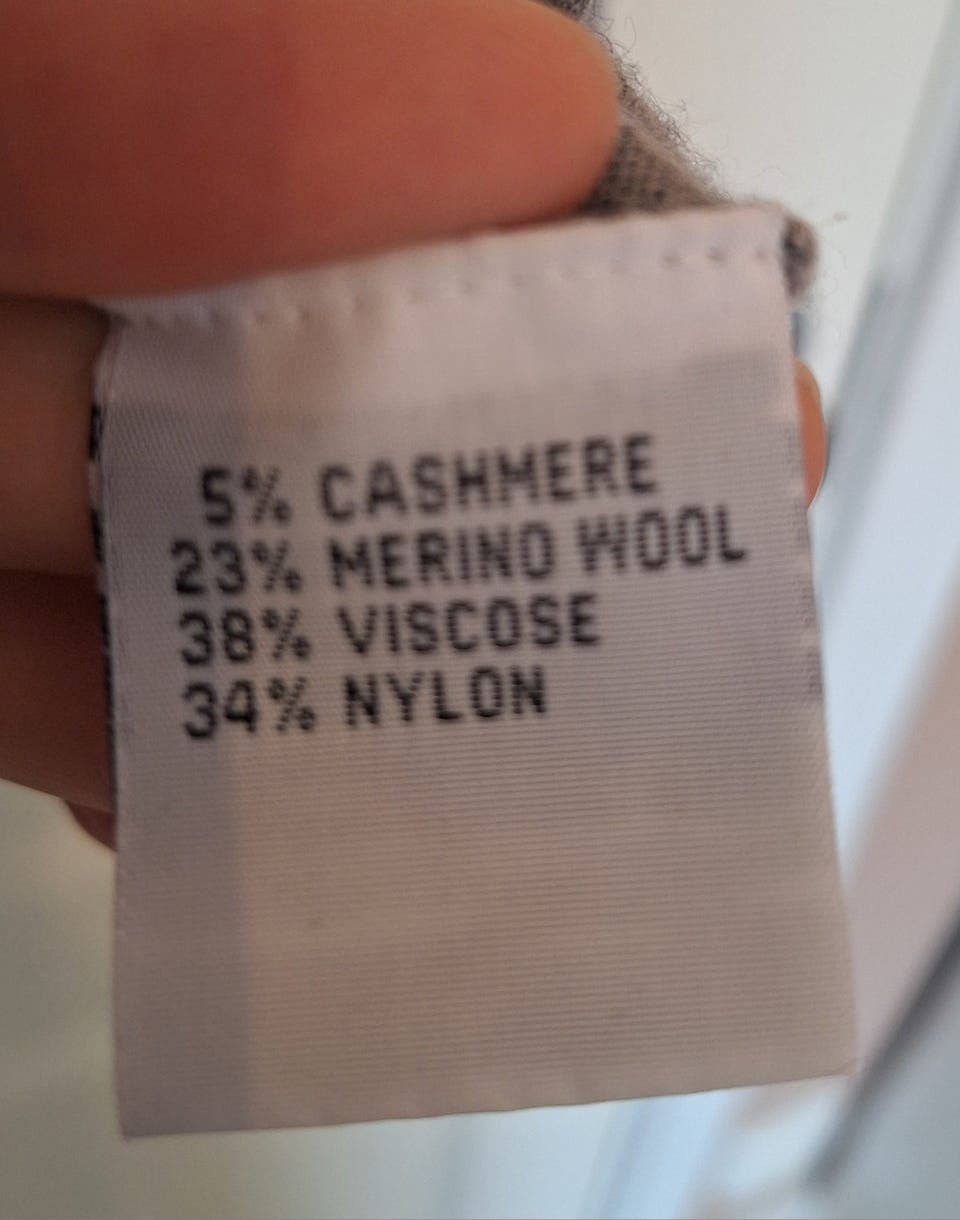 5% CASHMERE
23% MERINO WOOL
38% VISCOSE
34% NYLON